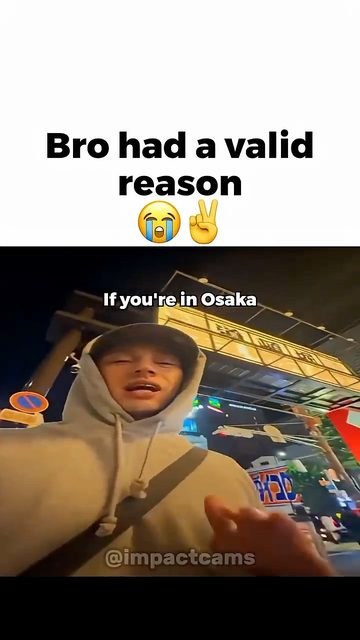 Bro had a valid
reason
😭✌️
If you're in Osaka
@impactcams